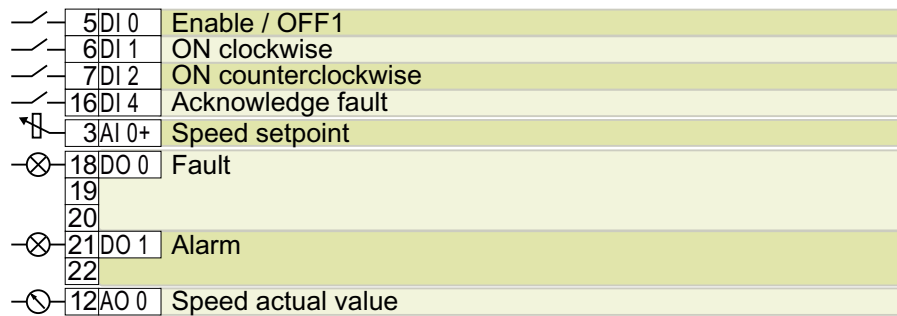 5 DI 0 Enable / OFF1
6 DI 1 ON clockwise
7 DI 2 ON counterclockwise
16 DI 4 Acknowledge fault
3 AI 0+ Speed setpoint
18 DO 0 Fault
19
20
21 DO 1 Alarm
22
12 AO 0 Speed actual value